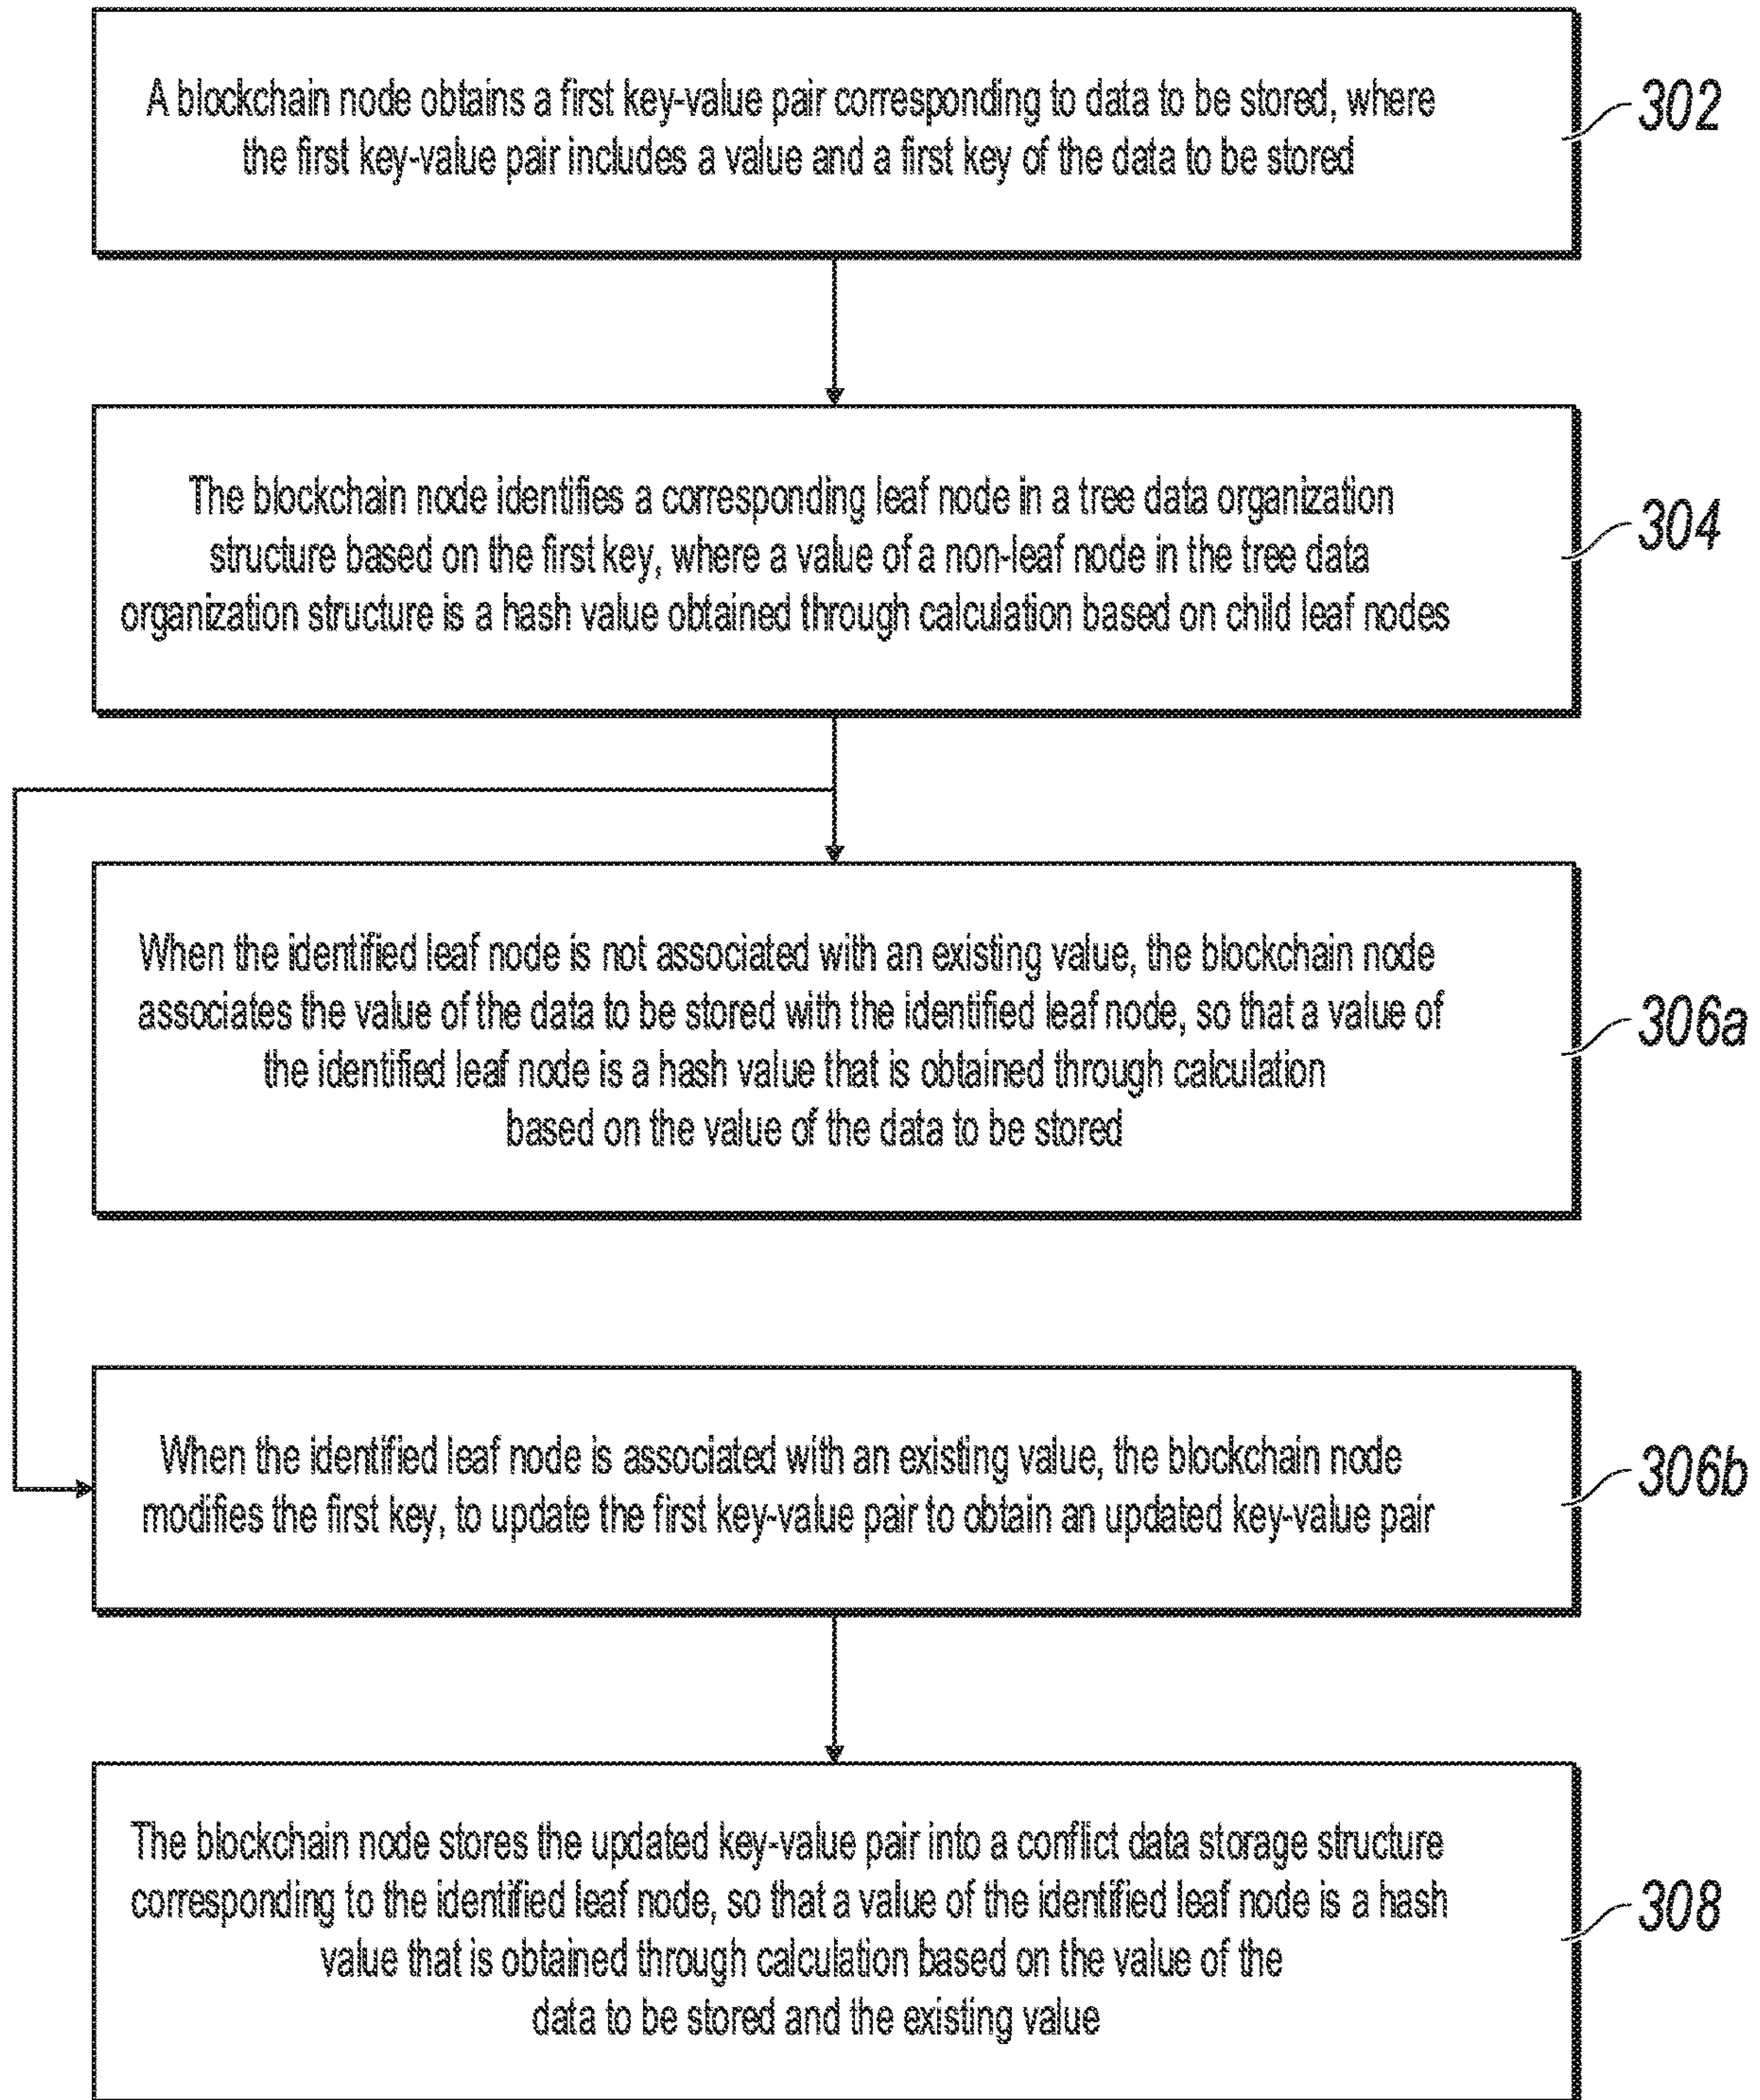 A blockchain node obtains a first key-value pair corresponding to data to be stored, where
the first key-value pair includes a value and a first key of the data to be stored
302
The blockchain node identifies a corresponding leaf node in a tree data organization
structure based on the first key, where a value of a non-leaf node in the tree data
organization structure is a hash value obtained through calculation based on child leaf nodes
304
When the identified leaf node is not associated with an existing value, the blockchain node
associates the value of the data to be stored with the identified leaf node, so that a value of
the identified leaf node is a hash value that is obtained through calculation
based on the value of the data to be stored
306a
When the identified leaf node is associated with an existing value, the blockchain node
modifies the first key, to update the first key-value pair to obtain an updated key-value pair
306b
The blockchain node stores the updated key-value pair into a conflict data storage structure
corresponding to the identified leaf node, so that a value of the identified leaf node is a hash
value that is obtained through calculation based on the value of the
data to be stored and the existing value
308